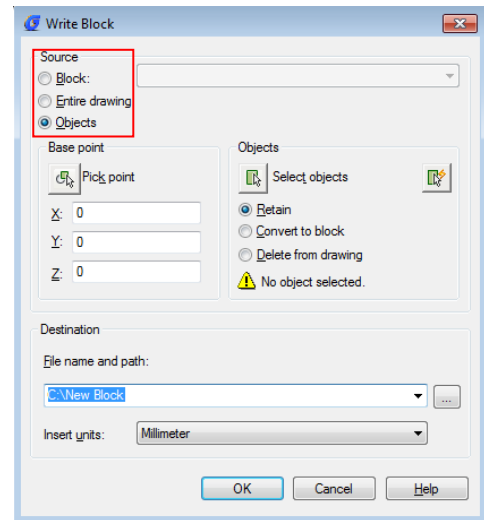 Write Block
Source
Block:
Entire drawing
Objects
Base point
Pick point
X: 0
Y: 0
Z: 0
Objects
Select objects
Retain
Convert to block
Delete from drawing
No object selected.
Destination
File name and path:
C:\New Block
...
Insert units: Millimeter
OK Cancel Help